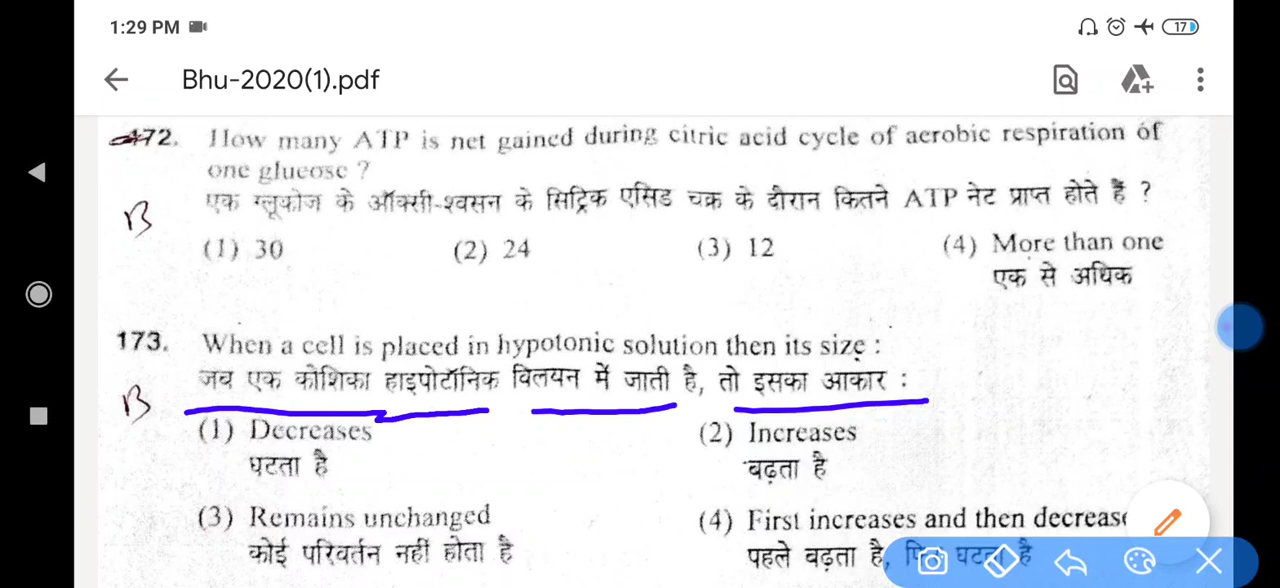 1:29 PM
17
Bhu-2020(1).pdf
172. How many ATP is net gained during citric acid cycle of aerobic respiration of
one glucose ?
एक ग्लूकोज के ऑक्सी-श्वसन के सिट्रिक एसिड चक्र के दौरान कितने ATP नेट प्राप्त होते हैं ?
B
(1) 30 (2) 24 (3) 12 (4) More than one
एक से अधिक
173. When a cell is placed in hypotonic solution then its size :
जब एक कोशिका हाइपोटॉनिक विलयन में जाती है, तो इसका आकार :
B
(1) Decreases (2) Increases
घटता है बढ़ता है
(3) Remains unchanged (4) First increases and then
कोई परिवर्तन नहीं होता है पहले बढ़ता है, घटता है